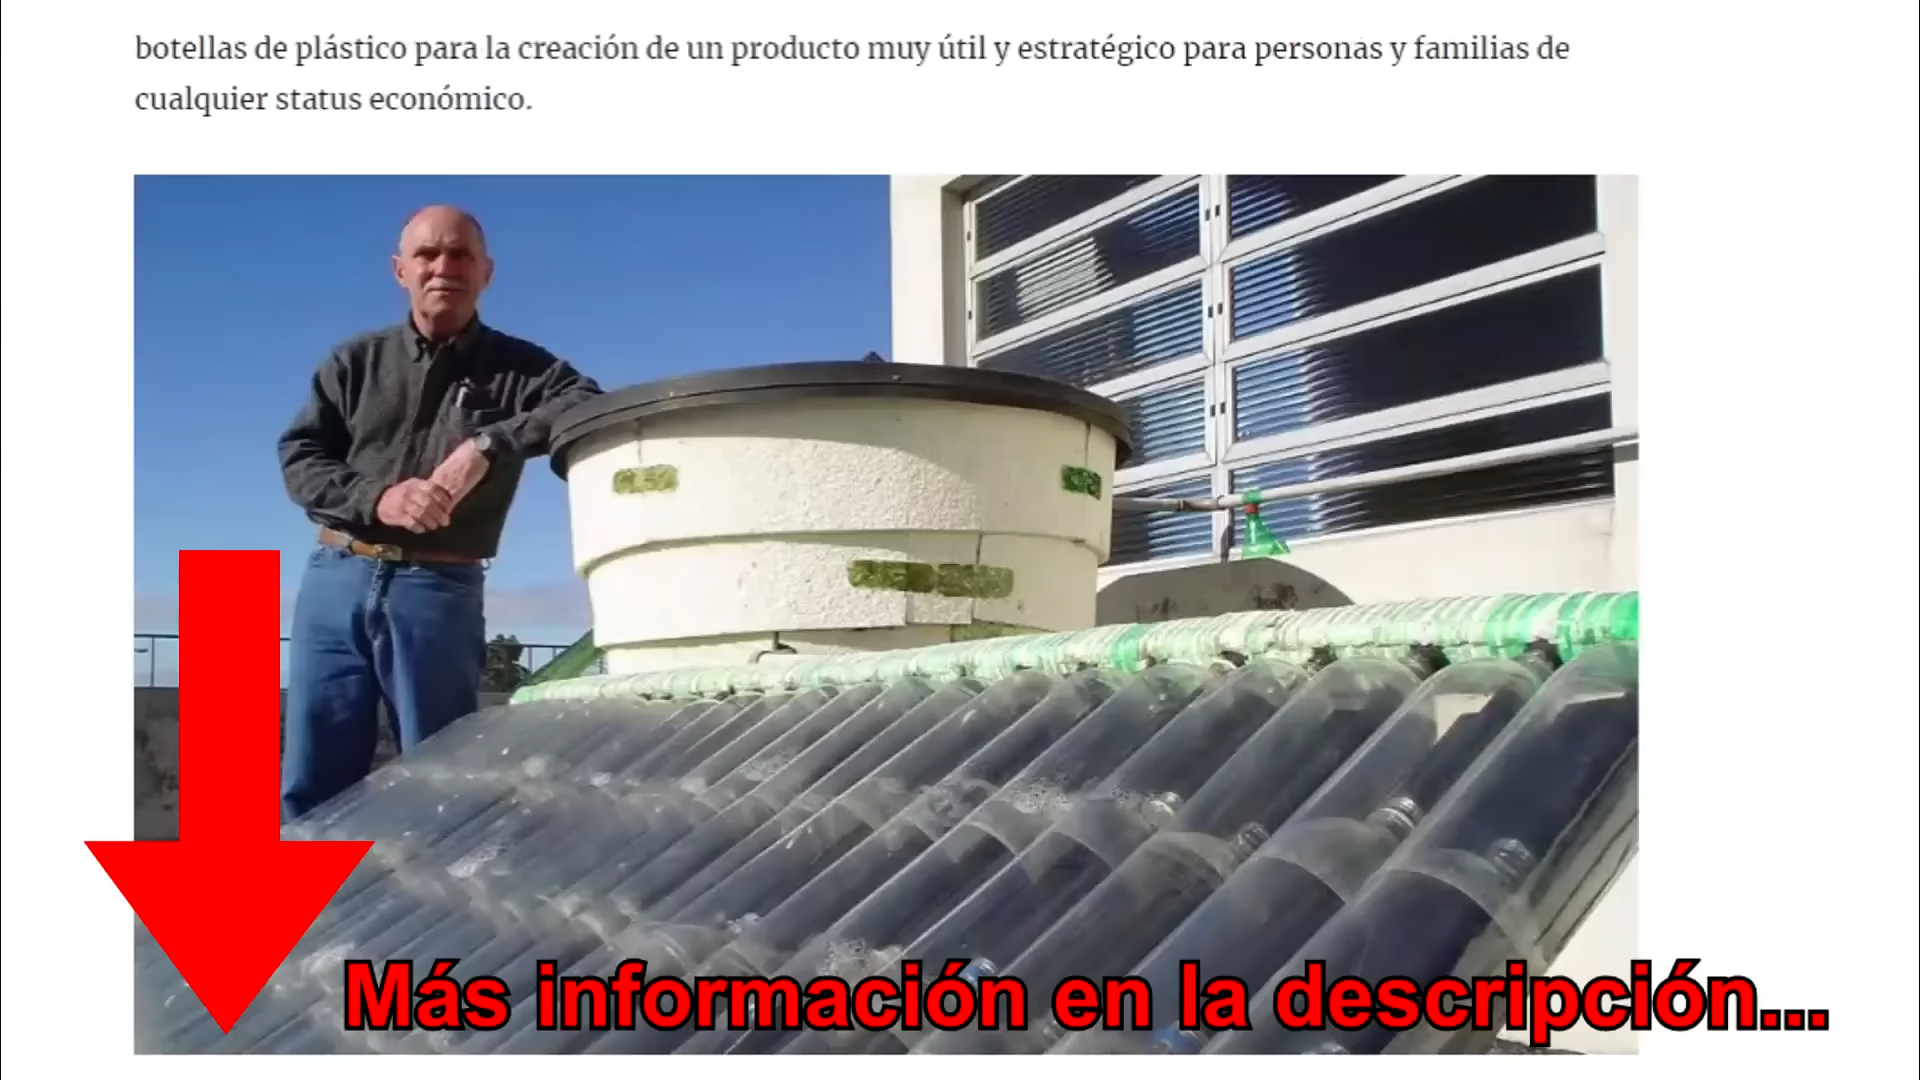 botellas de plástico para la creación de un producto muy útil y estratégico para personas y familias de
cualquier status económico.
Más información en la descripción...